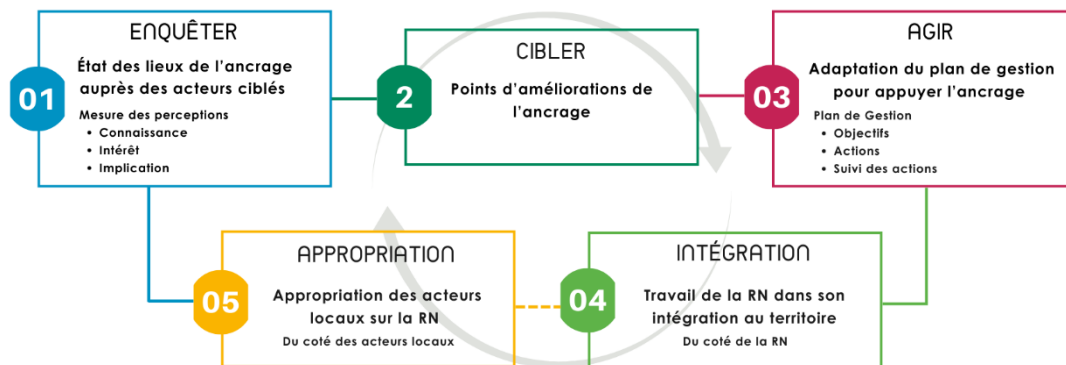 ENQUÊTER
01
État des lieux de l'ancrage
auprès des acteurs ciblés
Mesure des perceptions
• Connaissance
• Intérêt
• Implication
CIBLER
2
Points d'améliorations de
l'ancrage
AGIR
03
Adaptation du plan de gestion
pour appuyer l'ancrage
Plan de Gestion
• Objectifs
• Actions
• Suivi des actions
INTÉGRATION
04
Travail de la RN dans son
intégration au territoire
Du coté de la RN
APPROPRIATION
05
Appropriation des acteurs
locaux sur la RN
Du coté des acteurs locaux